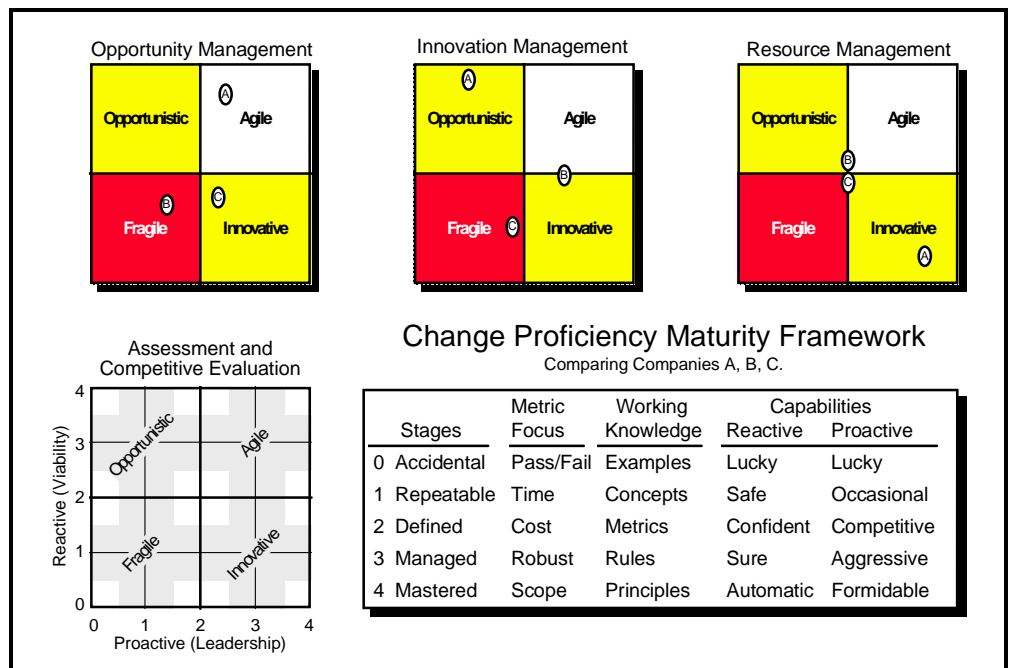 Opportunity Management
Innovation Management
Resource Management
Opportunistic
Agile
Fragile
Innovative
A
B
C
Opportunistic
Agile
Fragile
Innovative
A
B
C
Opportunistic
Agile
Fragile
Innovative
B
C
A
Assessment and
Competitive Evaluation
4
3
2
1
0
Reactive (Viability)
Opportunistic
Agile
Fragile
Innovative
0 1 2 3 4
Proactive (Leadership)
Change Proficiency Maturity Framework
Comparing Companies A, B, C.
Metric Working Capabilities
Stages Focus Knowledge Reactive Proactive
0 Accidental Pass/Fail Examples Lucky Lucky
1 Repeatable Time Concepts Safe Occasional
2 Defined Cost Metrics Confident Competitive
3 Managed Robust Rules Sure Aggressive
4 Mastered Scope Principles Automatic Formidable